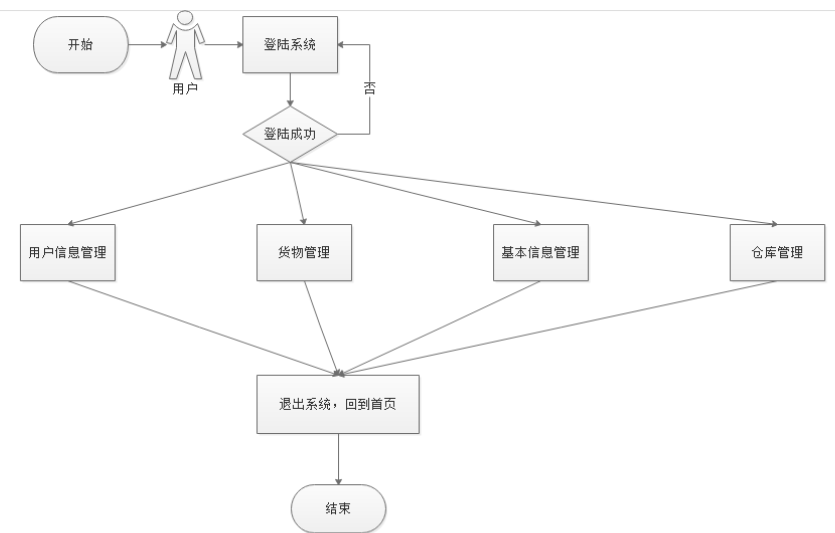 开始
用户
登陆系统
否
登陆成功
用户信息管理
货物管理
基本信息管理
仓库管理
退出系统，回到首页
结束